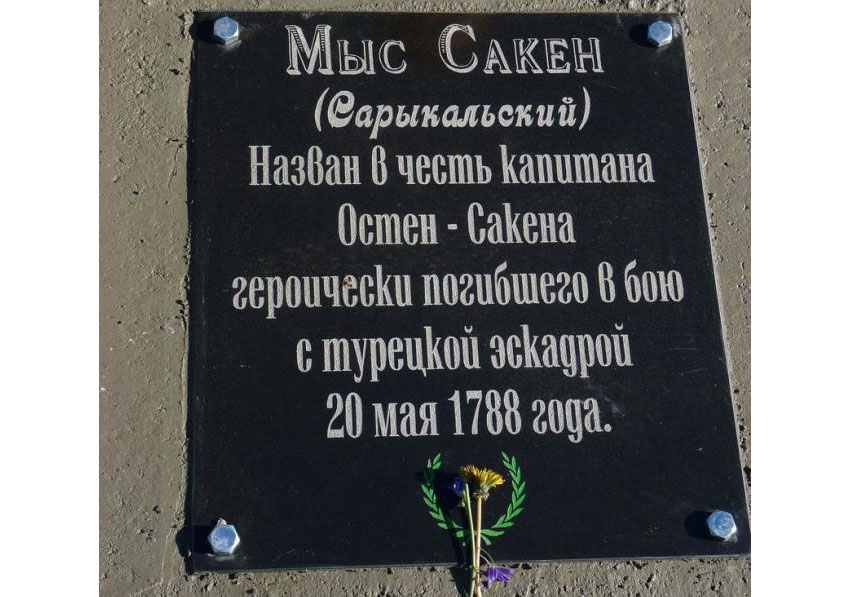 Мыс Сакен
(Сарыкальский)
Назван в честь капитана
Остен - Сакена
героически погибшего в бою
с турецкой эскадрой
20 мая 1788 года.